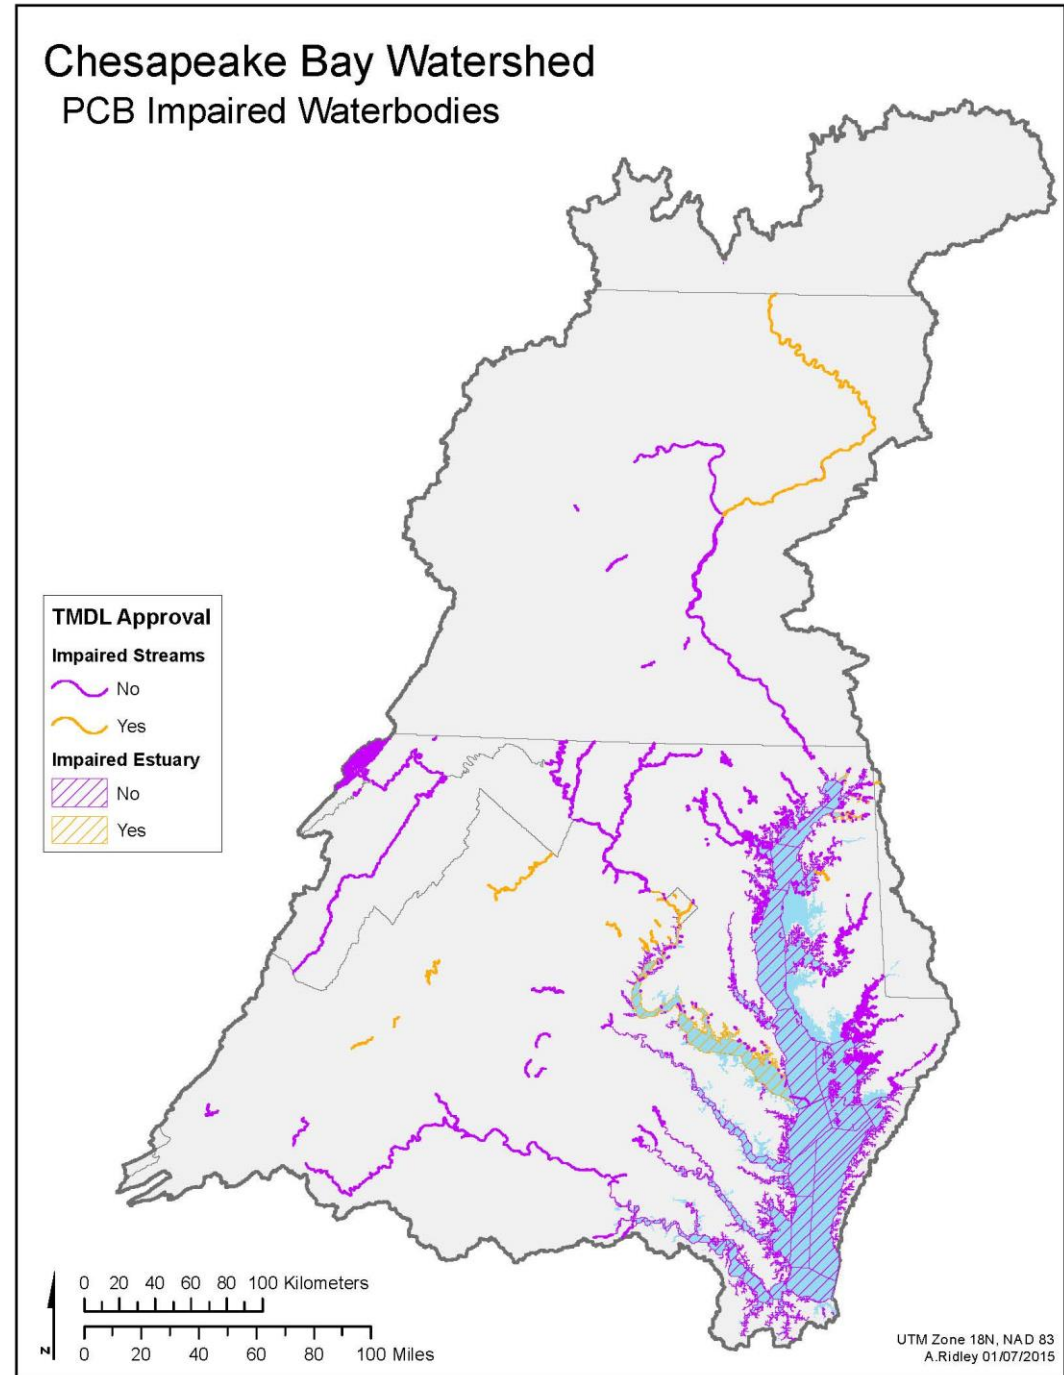 Chesapeake Bay Watershed
PCB Impaired Waterbodies
TMDL Approval
Impaired Streams
No
Yes
Impaired Estuary
No
Yes
0 20 40 60 80 100 Kilometers
0 20 40 60 80 100 Miles
N
UTM Zone 18N, NAD 83
A.Ridley 01/07/2015